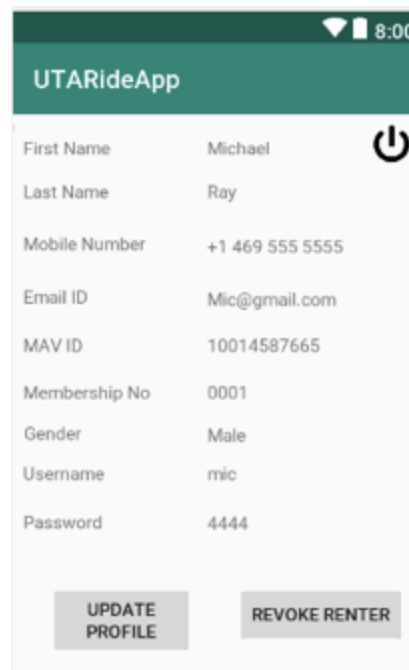 8:00
UTARideApp
First Name Michael
Last Name Ray
Mobile Number +1 469 555 5555
Email ID Mic@gmail.com
MAV ID 10014587665
Membership No 0001
Gender Male
Username mic
Password 4444
UPDATE PROFILE REVOKE RENTER